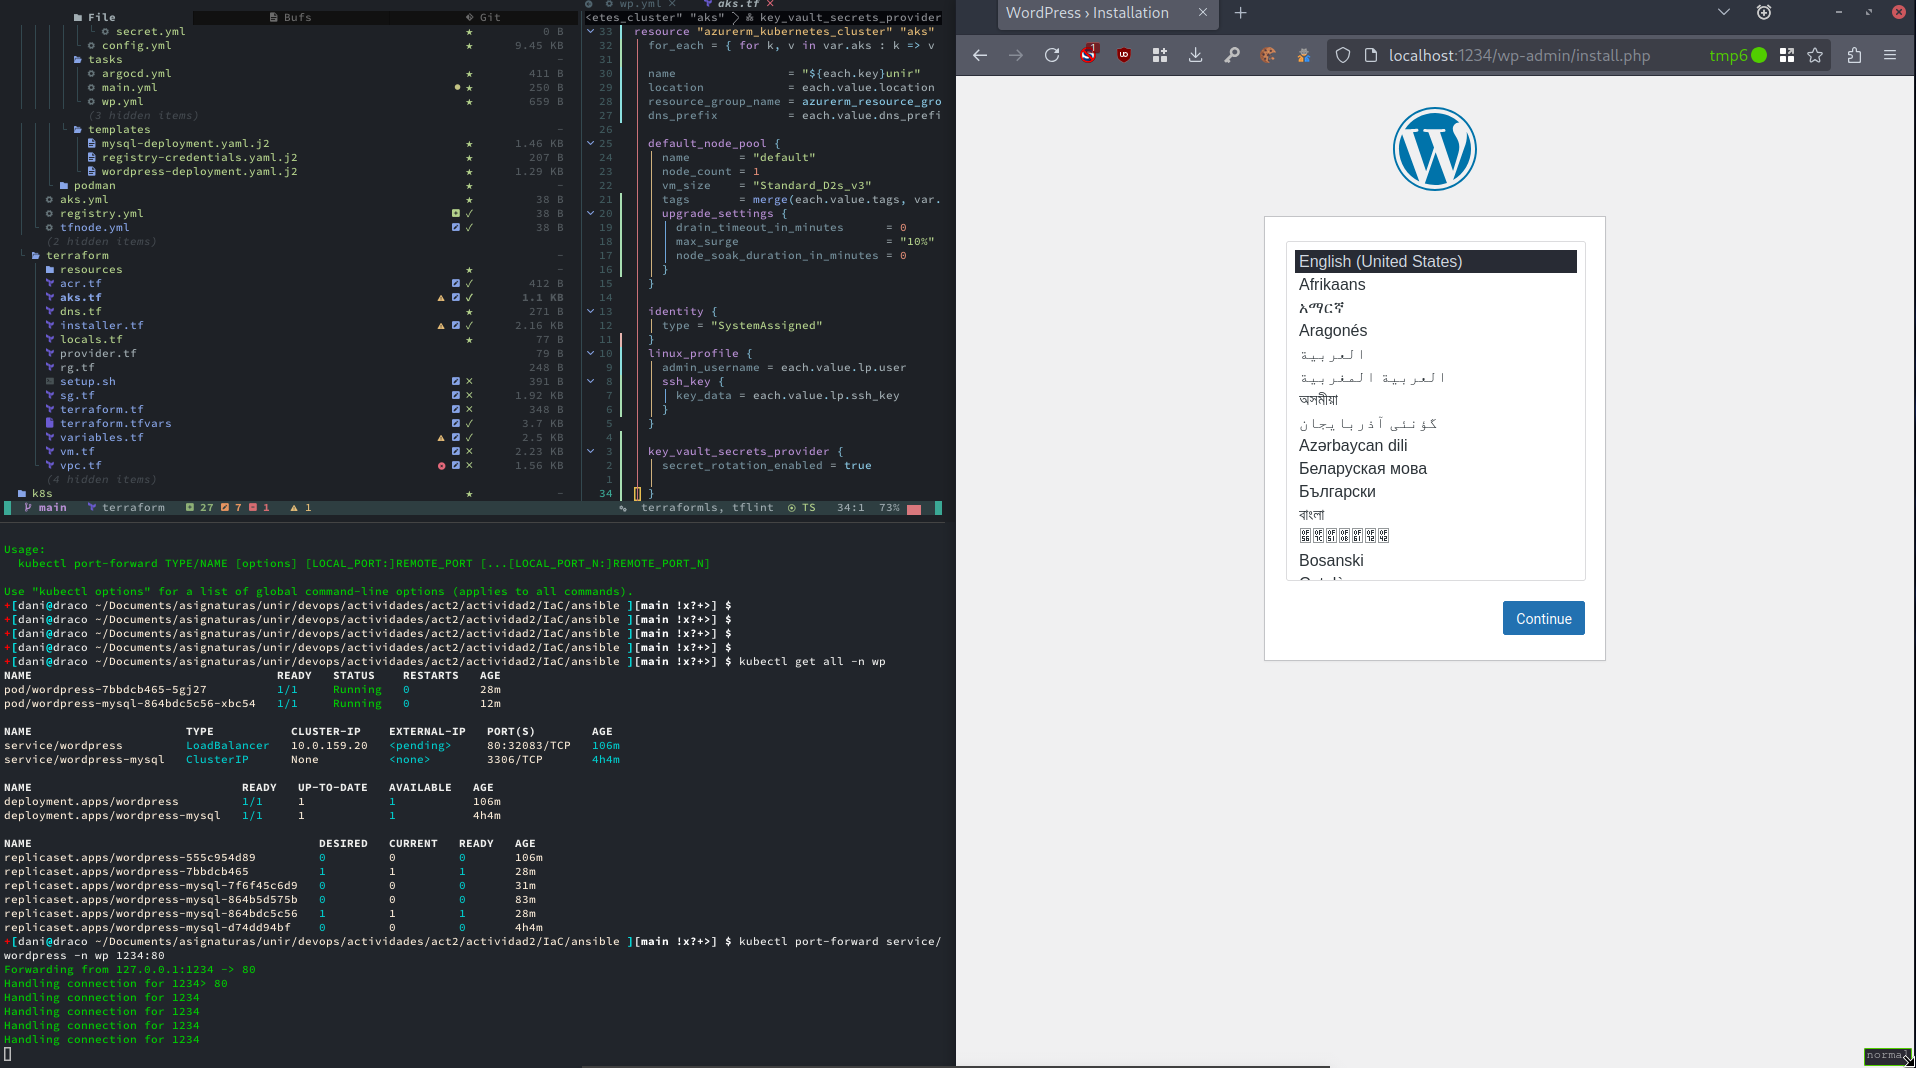 File
Bufs
Git
secret.yml ★ 0 B
config.yml ★ 9.45 KB
tasks ★ -
argocd.yml ★ 411 B
main.yml ● ★ 250 B
wp.yml ★ 659 B
(3 hidden items)
templates -
mysql-deployment.yaml.j2 ★ 1.46 KB
registry-credentials.yaml.j2 ★ 207 B
wordpress-deployment.yaml.j2 ★ 1.29 KB
podman ★ -
aks.yml ★ 38 B
registry.yml ✓ 38 B
tfnode.yml ✓ 38 B
(2 hidden items)
terraform -
resources ★ -
acr.tf ✓ 412 B
aks.tf ✓ 1.1 KB
dns.tf ★ 271 B
installer.tf ✓ 2.16 KB
locals.tf ★ 77 B
provider.tf 79 B
rg.tf 248 B
setup.sh × 391 B
sg.tf × 1.92 KB
terraform.tf × 348 B
terraform.tfvars ✓ 3.7 KB
variables.tf ✓ 2.5 KB
vm.tf × 2.23 KB
vpc.tf × 1.56 KB
(4 hidden items)
k8s ★ -
wp.yml × aks.tf ×
<etes_cluster" "aks" > key_vault_secrets_provider
33 resource "azurerm_kubernetes_cluster" "aks"
32 for_each = { for k, v in var.aks : k => v
31
30 name = "${each.key}unir"
29 location = each.value.location
28 resource_group_name = azurerm_resource_gro
27 dns_prefix = each.value.dns_prefi
26
25 default_node_pool {
24 name = "default"
23 node_count = 1
22 vm_size = "Standard_D2s_v3"
21 tags = merge(each.value.tags, var.
20 upgrade_settings {
19 drain_timeout_in_minutes = 0
18 max_surge = "10%"
17 node_soak_duration_in_minutes = 0
16 }
15 }
14
13 identity {
12 type = "SystemAssigned"
11 }
10 linux_profile {
9 admin_username = each.value.lp.user
8 ssh_key {
7 key_data = each.value.lp.ssh_key
6 }
5 }
4
3 key_vault_secrets_provider {
2 secret_rotation_enabled = true
1
34 }
main terraform 27 7 1 1 terraformls, tflint TS 34:1 73%
Usage:
kubectl port-forward TYPE/NAME [options] [LOCAL_PORT:]REMOTE_PORT [...[LOCAL_PORT_N:]REMOTE_PORT_N]
Use "kubectl options" for a list of global command-line options (applies to all commands).
+[dani@draco ~/Documents/asignaturas/unir/devops/actividades/act2/actividad2/IaC/ansible ][main !x?+>] $
+[dani@draco ~/Documents/asignaturas/unir/devops/actividades/act2/actividad2/IaC/ansible ][main !x?+>] $
+[dani@draco ~/Documents/asignaturas/unir/devops/actividades/act2/actividad2/IaC/ansible ][main !x?+>] $
+[dani@draco ~/Documents/asignaturas/unir/devops/actividades/act2/actividad2/IaC/ansible ][main !x?+>] $
+[dani@draco ~/Documents/asignaturas/unir/devops/actividades/act2/actividad2/IaC/ansible ][main !x?+>] $ kubectl get all -n wp
NAME READY STATUS RESTARTS AGE
pod/wordpress-7bbdcb465-5gj27 1/1 Running 0 28m
pod/wordpress-mysql-864bdc5c56-xbc54 1/1 Running 0 12m
NAME TYPE CLUSTER-IP EXTERNAL-IP PORT(S) AGE
service/wordpress LoadBalancer 10.0.159.20 <pending> 80:32083/TCP 106m
service/wordpress-mysql ClusterIP None <none> 3306/TCP 4h4m
NAME READY UP-TO-DATE AVAILABLE AGE
deployment.apps/wordpress 1/1 1 1 106m
deployment.apps/wordpress-mysql 1/1 1 1 4h4m
NAME DESIRED CURRENT READY AGE
replicaset.apps/wordpress-555c954d89 0 0 0 106m
replicaset.apps/wordpress-7bbdcb465 1 1 1 28m
replicaset.apps/wordpress-mysql-7f6f45c6d9 0 0 0 31m
replicaset.apps/wordpress-mysql-864b5d575b 0 0 0 83m
replicaset.apps/wordpress-mysql-864bdc5c56 1 1 1 28m
replicaset.apps/wordpress-mysql-d74dd94bf 0 0 0 4h4m
+[dani@draco ~/Documents/asignaturas/unir/devops/actividades/act2/actividad2/IaC/ansible ][main !x?+>] $ kubectl port-forward service/
wordpress -n wp 1234:80
Forwarding from 127.0.0.1:1234 -> 80
Handling connection for 1234> 80
Handling connection for 1234
Handling connection for 1234
Handling connection for 1234
Handling connection for 1234
WordPress › Installation ×
localhost:1234/wp-admin/install.php tmp6
English (United States)
Afrikaans
አማርኛ
Aragonés
العربية
العربية المغربية
অসমীয়া
گؤنئی آذربایجان
Azərbaycan dili
Беларуская мова
Български
বাংলা
Bosanski
Continue